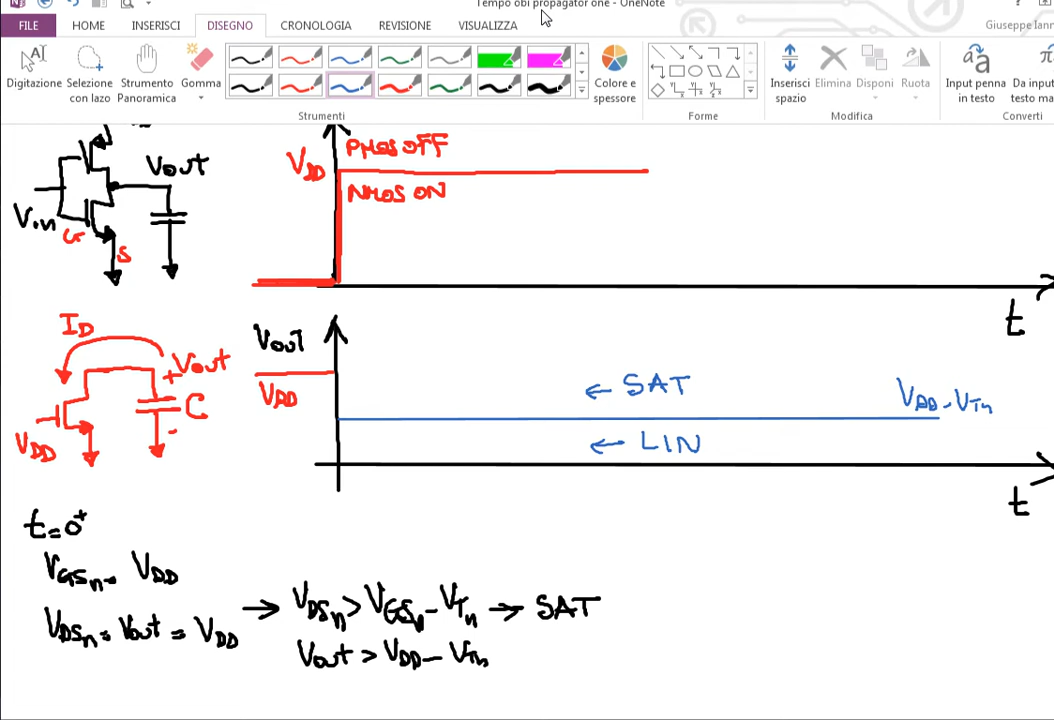 Tempo obi propagator one - OneNote
FILE HOME INSERISCI DISEGNO CRONOLOGIA REVISIONE VISUALIZZA
Giuseppe Iann
Digitazione
Selezione con lazo
Strumento Panoramica
Gomma
Colore e spessore
Inserisci spazio
Elimina
Disponi
Ruota
Input penna in testo
Da input testo ma
Strumenti
Forme
Modifica
Converti
Vout
Vin
G
S
VDD
PMOS OFF
NMOS ON
t
ID
Vout
+
C
-
VDD
Vout
VDD
← SAT
VDD-VTn
← LIN
t
t=0+
VGSn = VDD
VDSn = Vout = VDD → VDSn > VGSn - VTn → SAT
Vout > VDD - VTn